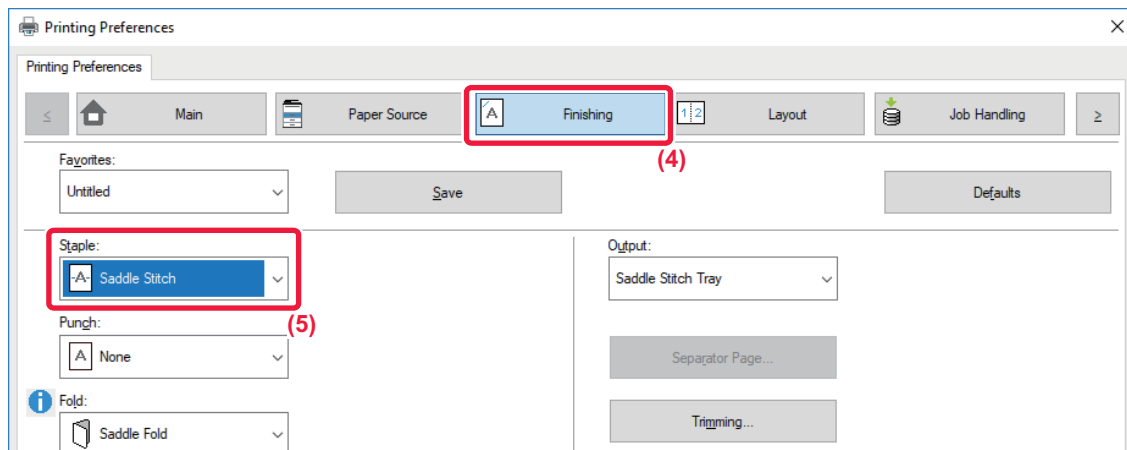 Printing Preferences
Printing Preferences
≤ Main Paper Source A Finishing 1 2 Layout Job Handling ≥
(4)
Favorites:
Untitled Save Defaults
Staple: Output:
-A- Saddle Stitch Saddle Stitch Tray
(5)
Punch:
A None Separator Page...
i Fold:
Saddle Fold Trimming...